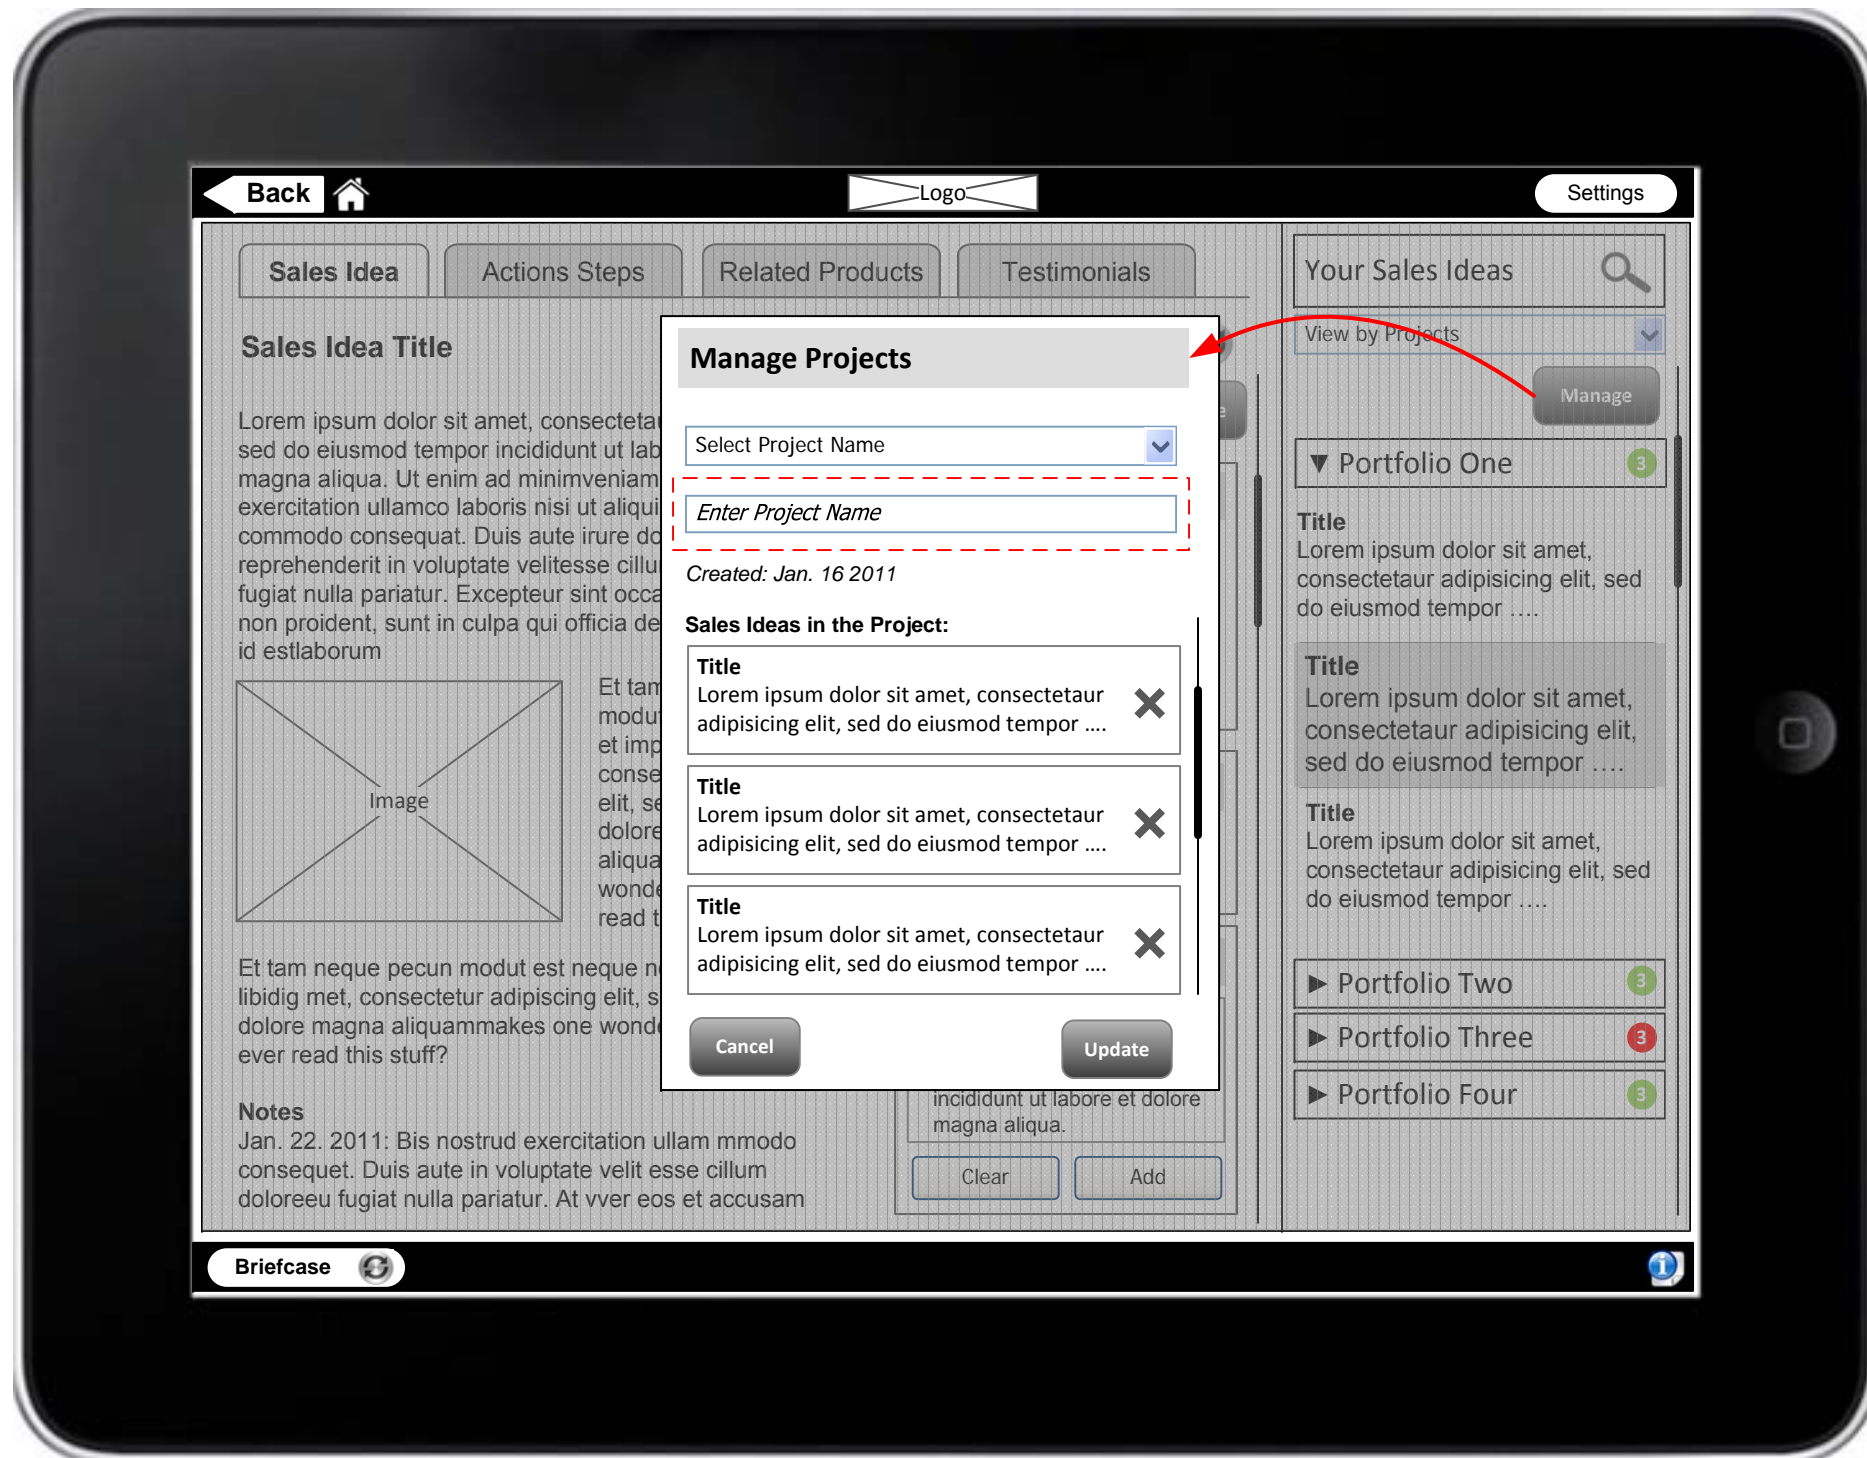 Back
Logo
Settings
Sales Idea
Actions Steps
Related Products
Testimonials
Sales Idea Title
Lorem ipsum dolor sit amet,
sed do eiusmod tempor incididunt ut
magna aliqua. Ut enim ad minimveniam
exercitation ullamco laboris nisi ut
commodo consequat. Duis aute irure
reprehenderit in voluptate velitesse
fugiat nulla pariatur. Excepteur sint
non proident, sunt in culpa qui officia
id estlaborum
Image
Et
et
elit,
read
Et tam neque pecun modut est neque
libidig met, consectetur adipiscing elit,
dolore magna aliquammakes one
ever read this stuff?
Notes
Jan. 22. 2011: Bis nostrud exercitation ullam mmodo
consequet. Duis aute in voluptate velit esse cillum
doloreeu fugiat nulla pariatur. At vver eos et accusam
Manage Projects
Select Project Name
Enter Project Name
Created: Jan. 16 2011
Sales Ideas in the Project:
Title
Lorem ipsum dolor sit amet, consectetaur
adipisicing elit, sed do eiusmod tempor ....
Title
Lorem ipsum dolor sit amet, consectetaur
adipisicing elit, sed do eiusmod tempor ....
Title
Lorem ipsum dolor sit amet, consectetaur
adipisicing elit, sed do eiusmod tempor ....
Cancel
Update
incididunt ut labore et dolore
magna aliqua.
Clear
Add
Your Sales Ideas
View by Projects
Manage
Portfolio One
3
Title
Lorem ipsum dolor sit amet,
consectetaur adipisicing elit, sed
do eiusmod tempor ….
Title
Lorem ipsum dolor sit amet,
consectetaur adipisicing elit,
sed do eiusmod tempor ….
Title
Lorem ipsum dolor sit amet,
consectetaur adipisicing elit, sed
do eiusmod tempor ….
Portfolio Two
3
Portfolio Three
3
Portfolio Four
3
Briefcase